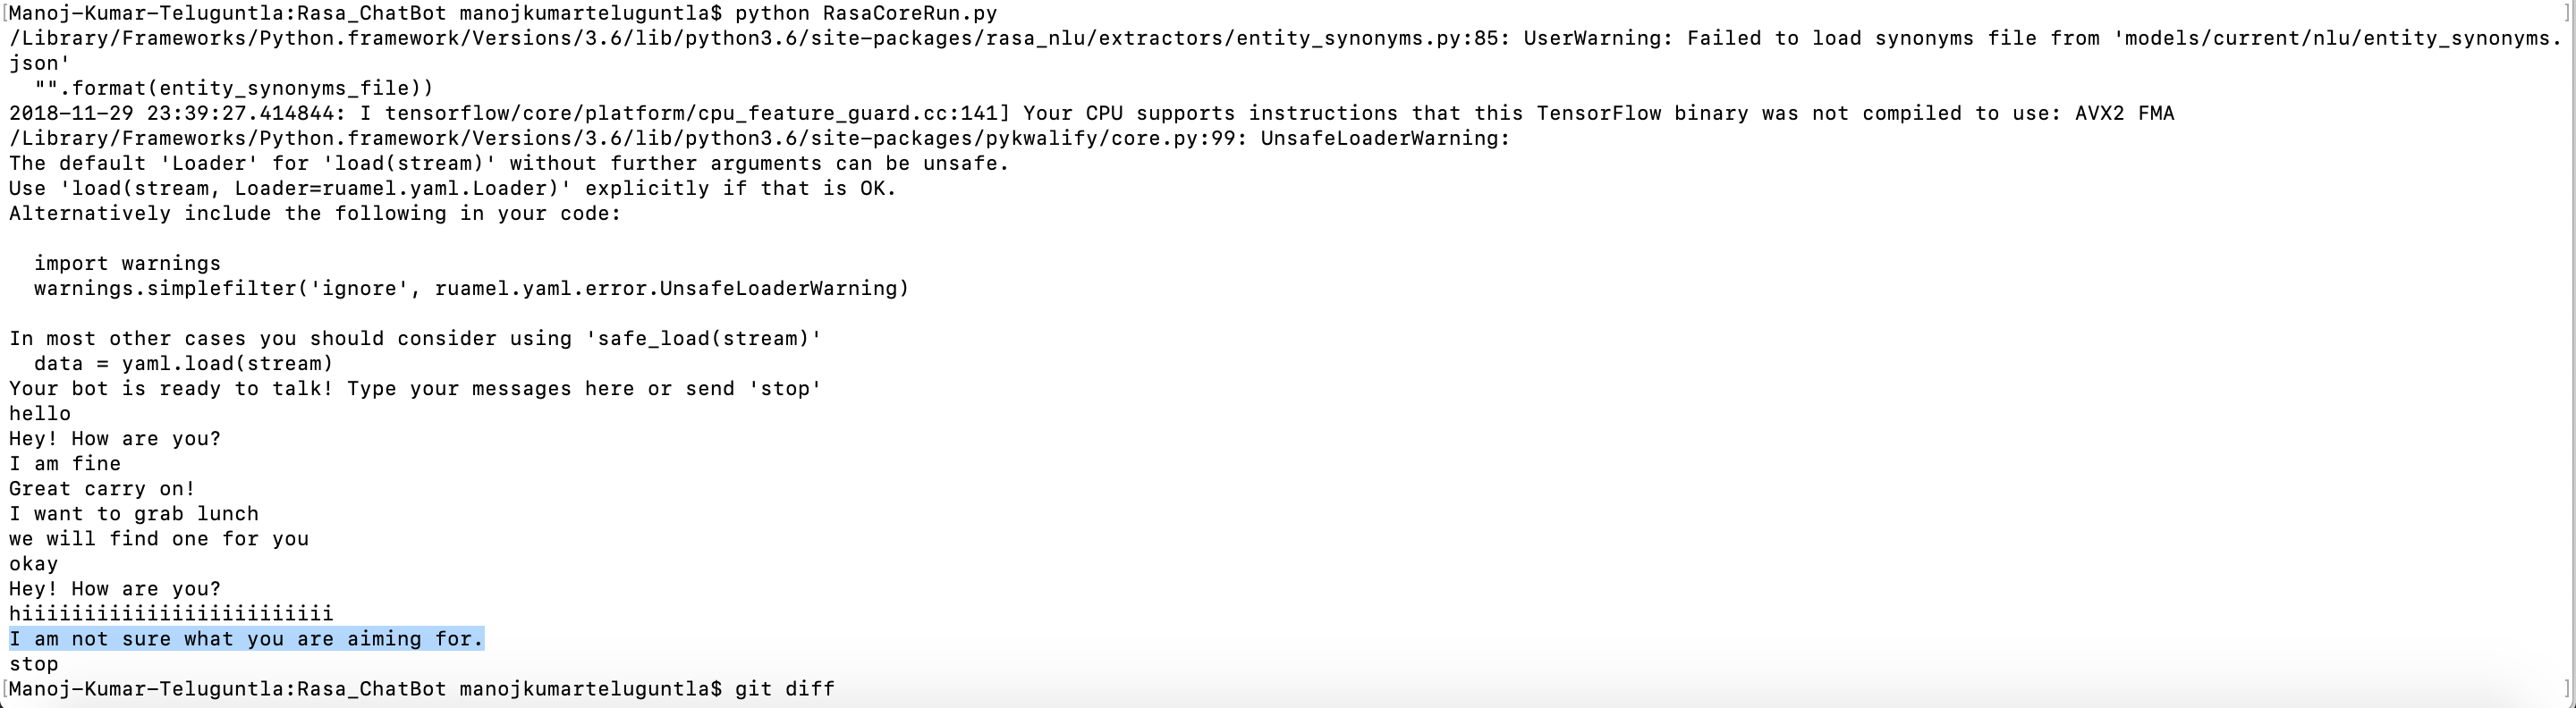 [Manoj-Kumar-Teluguntla:Rasa_ChatBot manojkumarteluguntla$ python RasaCoreRun.py ]
/Library/Frameworks/Python.framework/Versions/3.6/lib/python3.6/site-packages/rasa_nlu/extractors/entity_synonyms.py:85: UserWarning: Failed to load synonyms file from 'models/current/nlu/entity_synonyms.
json'
  "".format(entity_synonyms_file))
2018-11-29 23:39:27.414844: I tensorflow/core/platform/cpu_feature_guard.cc:141] Your CPU supports instructions that this TensorFlow binary was not compiled to use: AVX2 FMA
/Library/Frameworks/Python.framework/Versions/3.6/lib/python3.6/site-packages/pykwalify/core.py:99: UnsafeLoaderWarning:
The default 'Loader' for 'load(stream)' without further arguments can be unsafe.
Use 'load(stream, Loader=ruamel.yaml.Loader)' explicitly if that is OK.
Alternatively include the following in your code:
  import warnings
  warnings.simplefilter('ignore', ruamel.yaml.error.UnsafeLoaderWarning)
In most other cases you should consider using 'safe_load(stream)'
  data = yaml.load(stream)
Your bot is ready to talk! Type your messages here or send 'stop'
hello
Hey! How are you?
I am fine
Great carry on!
I want to grab lunch
we will find one for you
okay
Hey! How are you?
hiiiiiiiiiiiiiiiiiiiiiiiii
I am not sure what you are aiming for.
stop
[Manoj-Kumar-Teluguntla:Rasa_ChatBot manojkumarteluguntla$ git diff ]